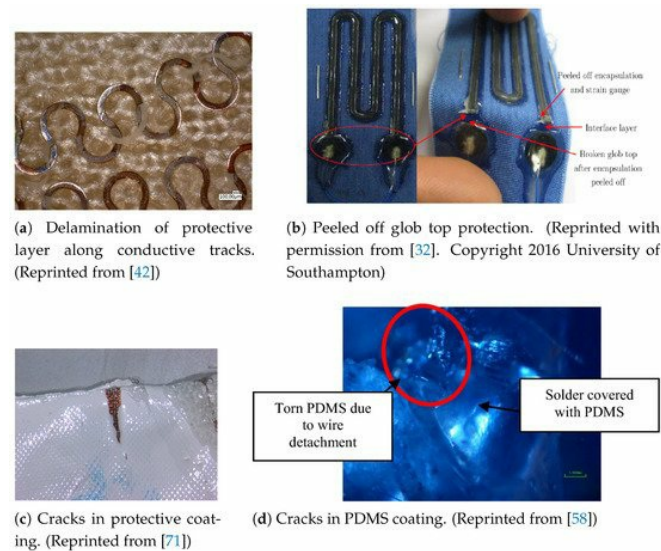 Peeled off encapsulation
and strain gauge
Interface layer
Broken glob top
after encapsulation
peeled off
(a) Delamination of protective
layer along conductive tracks.
(Reprinted from [42])
(b) Peeled off glob top protection. (Reprinted with
permission from [32]. Copyright 2016 University of
Southampton)
Torn PDMS due
to wire
detachment
Solder covered
with PDMS
(c) Cracks in protective coat-
ing. (Reprinted from [71])
(d) Cracks in PDMS coating. (Reprinted from [58])